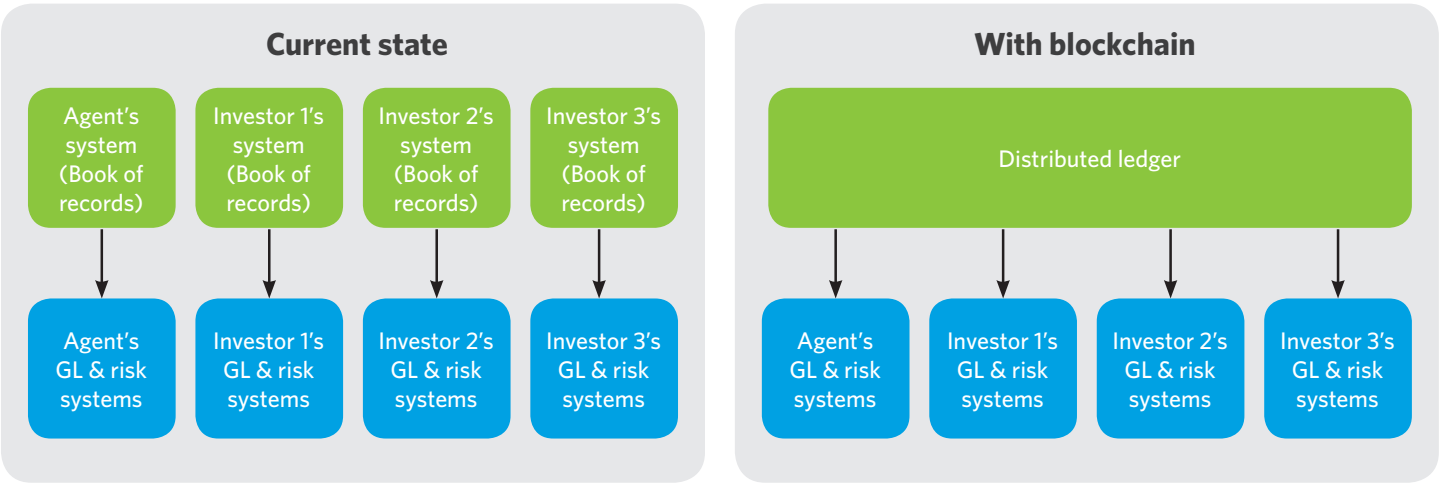 Current state
Agent's
system
(Book of
records)
Investor 1's
system
(Book of
records)
Investor 2's
system
(Book of
records)
Investor 3's
system
(Book of
records)
Agent's
GL & risk
systems
Investor 1's
GL & risk
systems
Investor 2's
GL & risk
systems
Investor 3's
GL & risk
systems
With blockchain
Distributed ledger
Agent's
GL & risk
systems
Investor 1's
GL & risk
systems
Investor 2's
GL & risk
systems
Investor 3's
GL & risk
systems